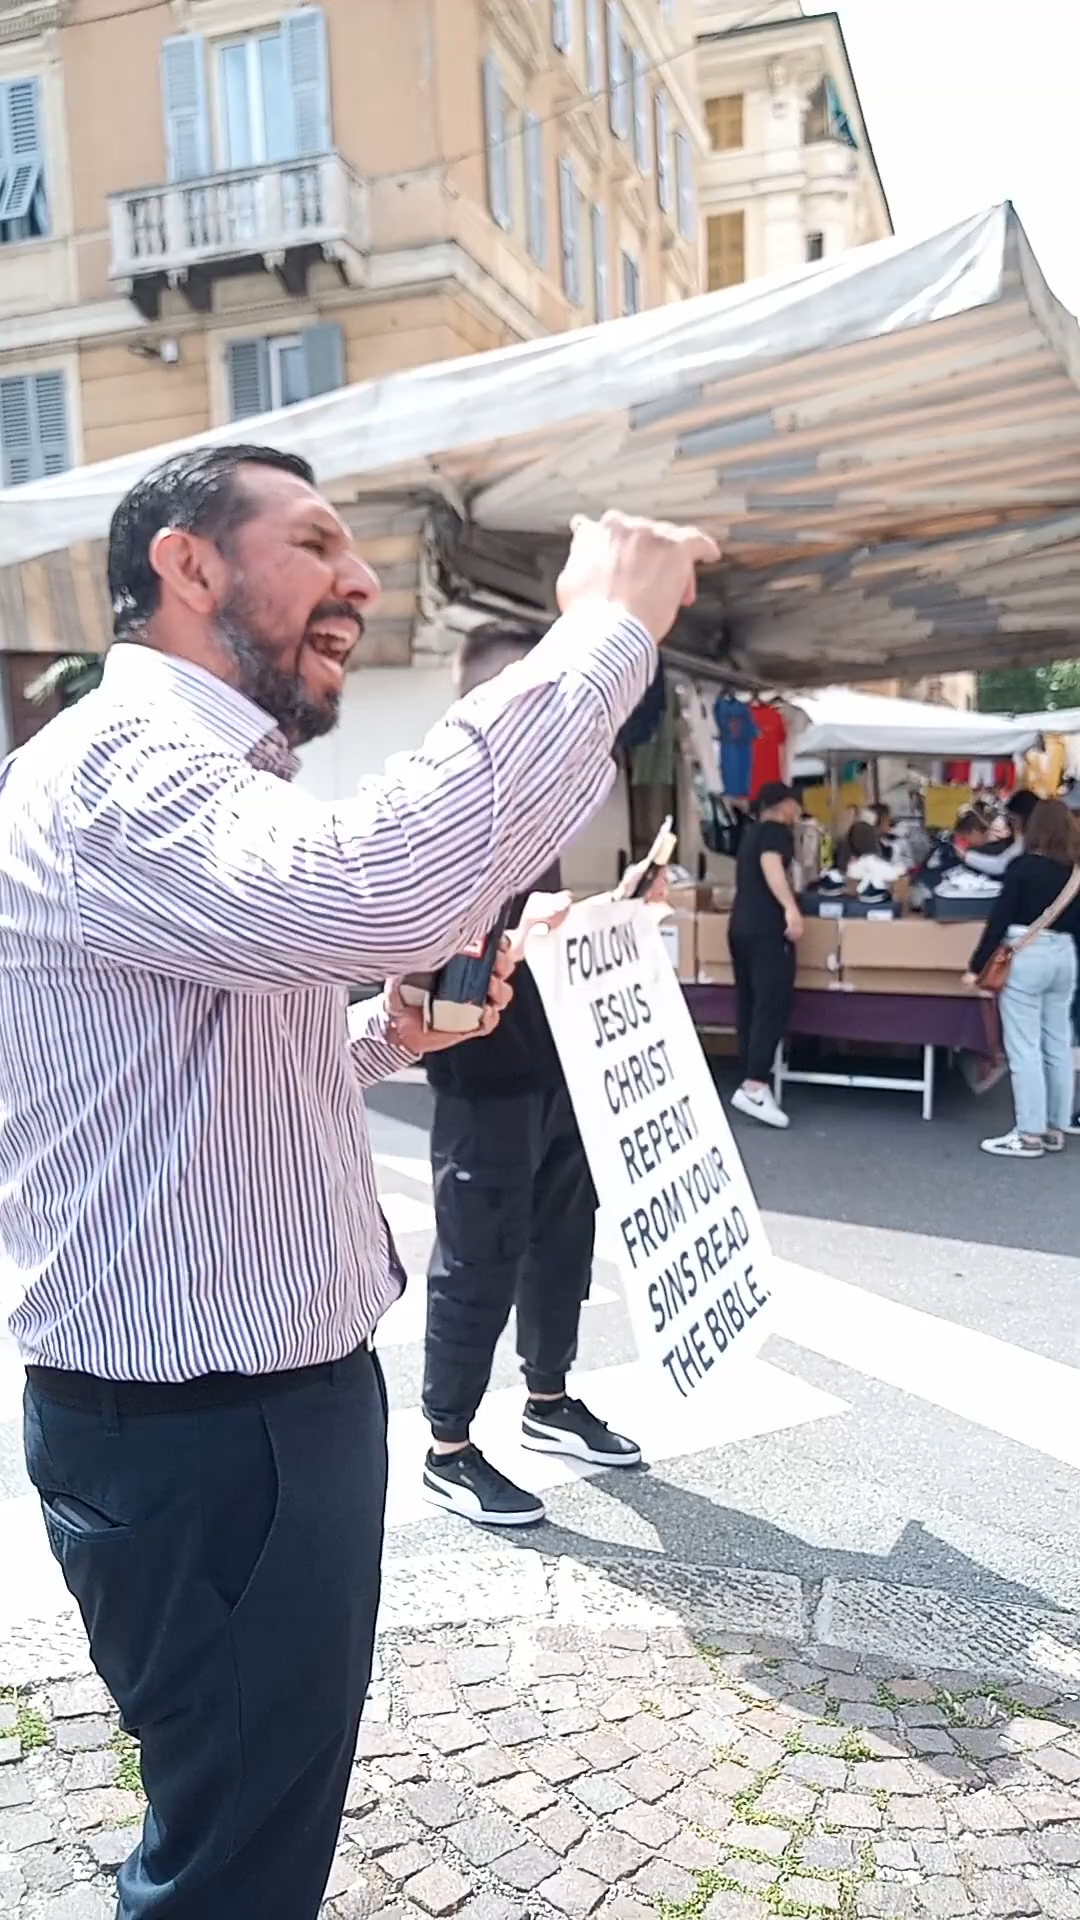 FOLLOW
JESUS
CHRIST
REPENT
FROM YOUR
SINS READ
THE BIBLE.